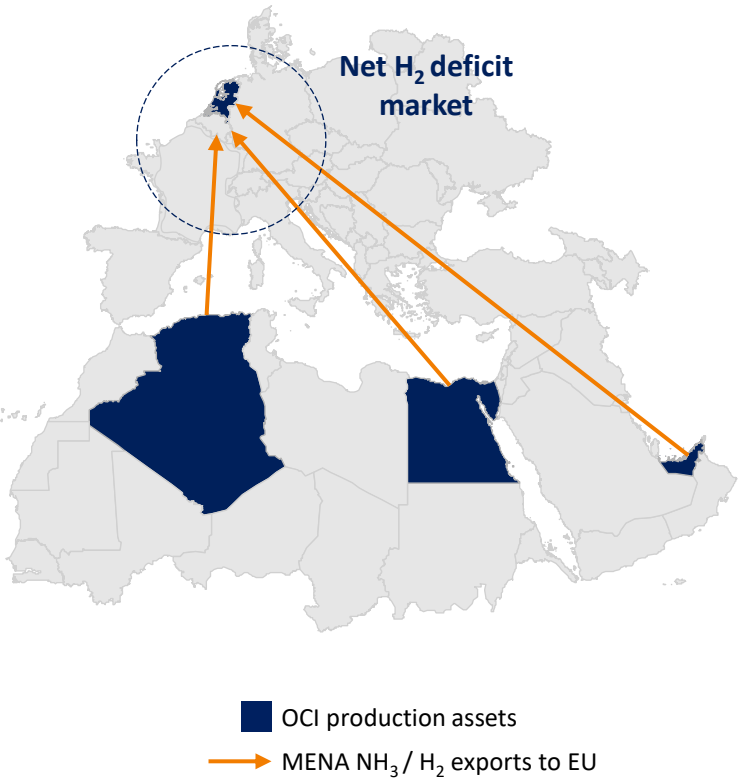 Net H₂ deficit
market
OCI production assets
MENA NH₃ / H₂ exports to EU